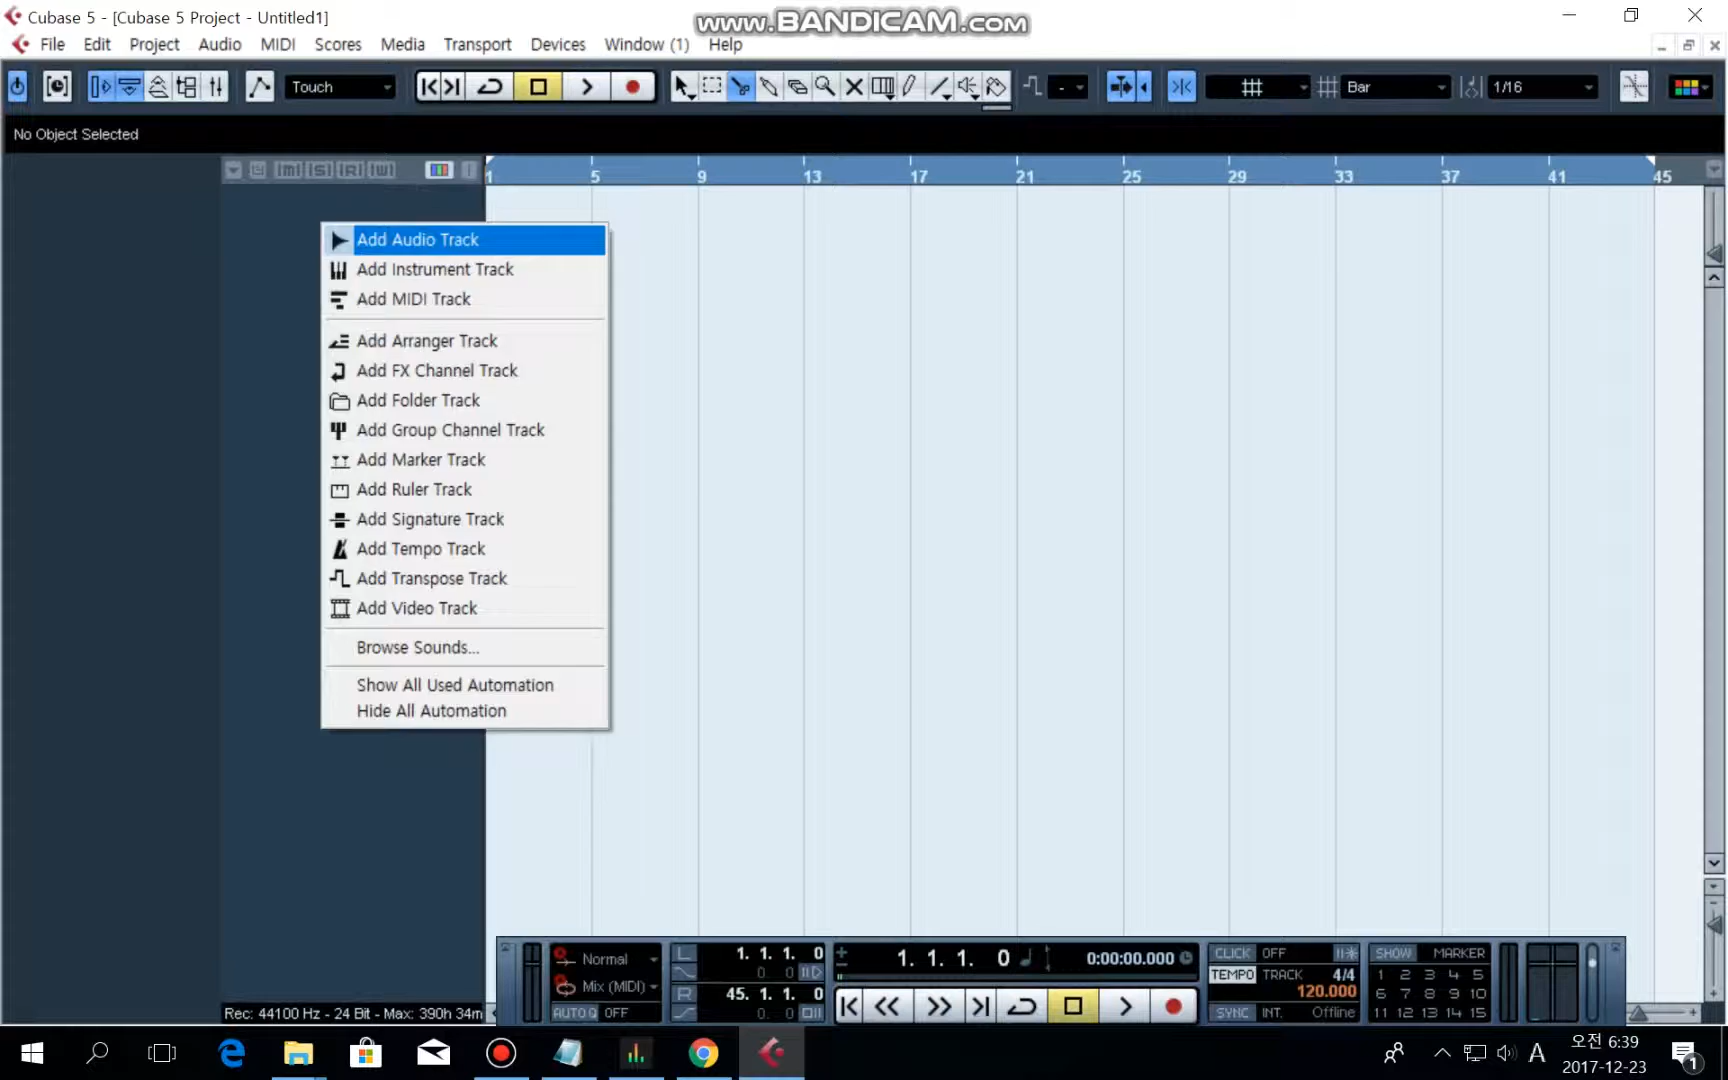 Cubase 5 - [Cubase 5 Project - Untitled1]
www.BANDICAM.com
File Edit Project Audio MIDI Scores Media Transport Devices Window (1) Help
Touch - Bar 1/16
No Object Selected
[M] [S] [R] [W]
1 5 9 13 17 21 25 29 33 37 41 45
Add Audio Track
Add Instrument Track
Add MIDI Track
Add Arranger Track
Add FX Channel Track
Add Folder Track
Add Group Channel Track
Add Marker Track
Add Ruler Track
Add Signature Track
Add Tempo Track
Add Transpose Track
Add Video Track
Browse Sounds...
Show All Used Automation
Hide All Automation
Normal L 1. 1. 1. 0 1. 1. 1. 0 0:00:00.000 CLICK OFF SHOW MARKER
0 0 TEMPO TRACK 4/4 1 2 3 4 5
Mix (MIDI) R 45. 1. 1. 0 120.000 6 7 8 9 10
AUTO Q OFF 0. 0 SYNC INT. Offline 11 12 13 14 15
Rec: 44100 Hz - 24 Bit - Max: 390h 34m
A 오전 6:39
2017-12-23 1